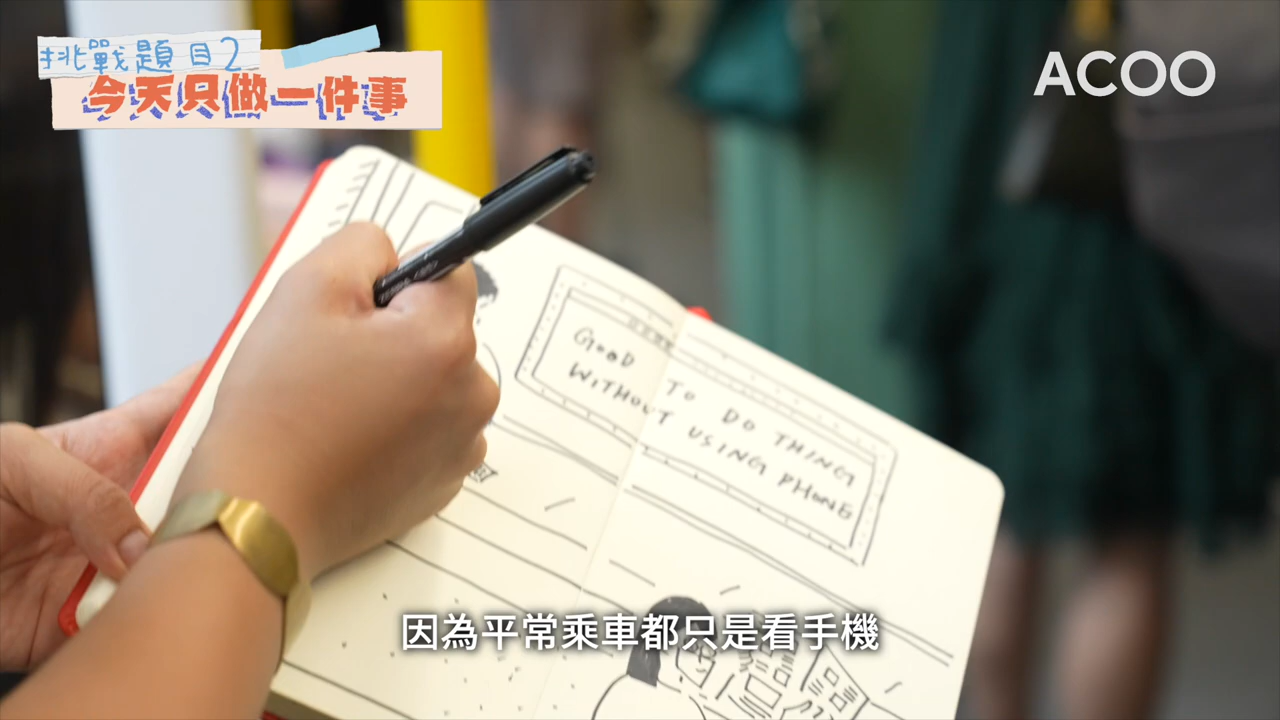 挑戰題目2
今天只做一件事
ACOO
GOOD TO DO THING
WITHOUT USING PHONE
因為平常乘車都只是看手機